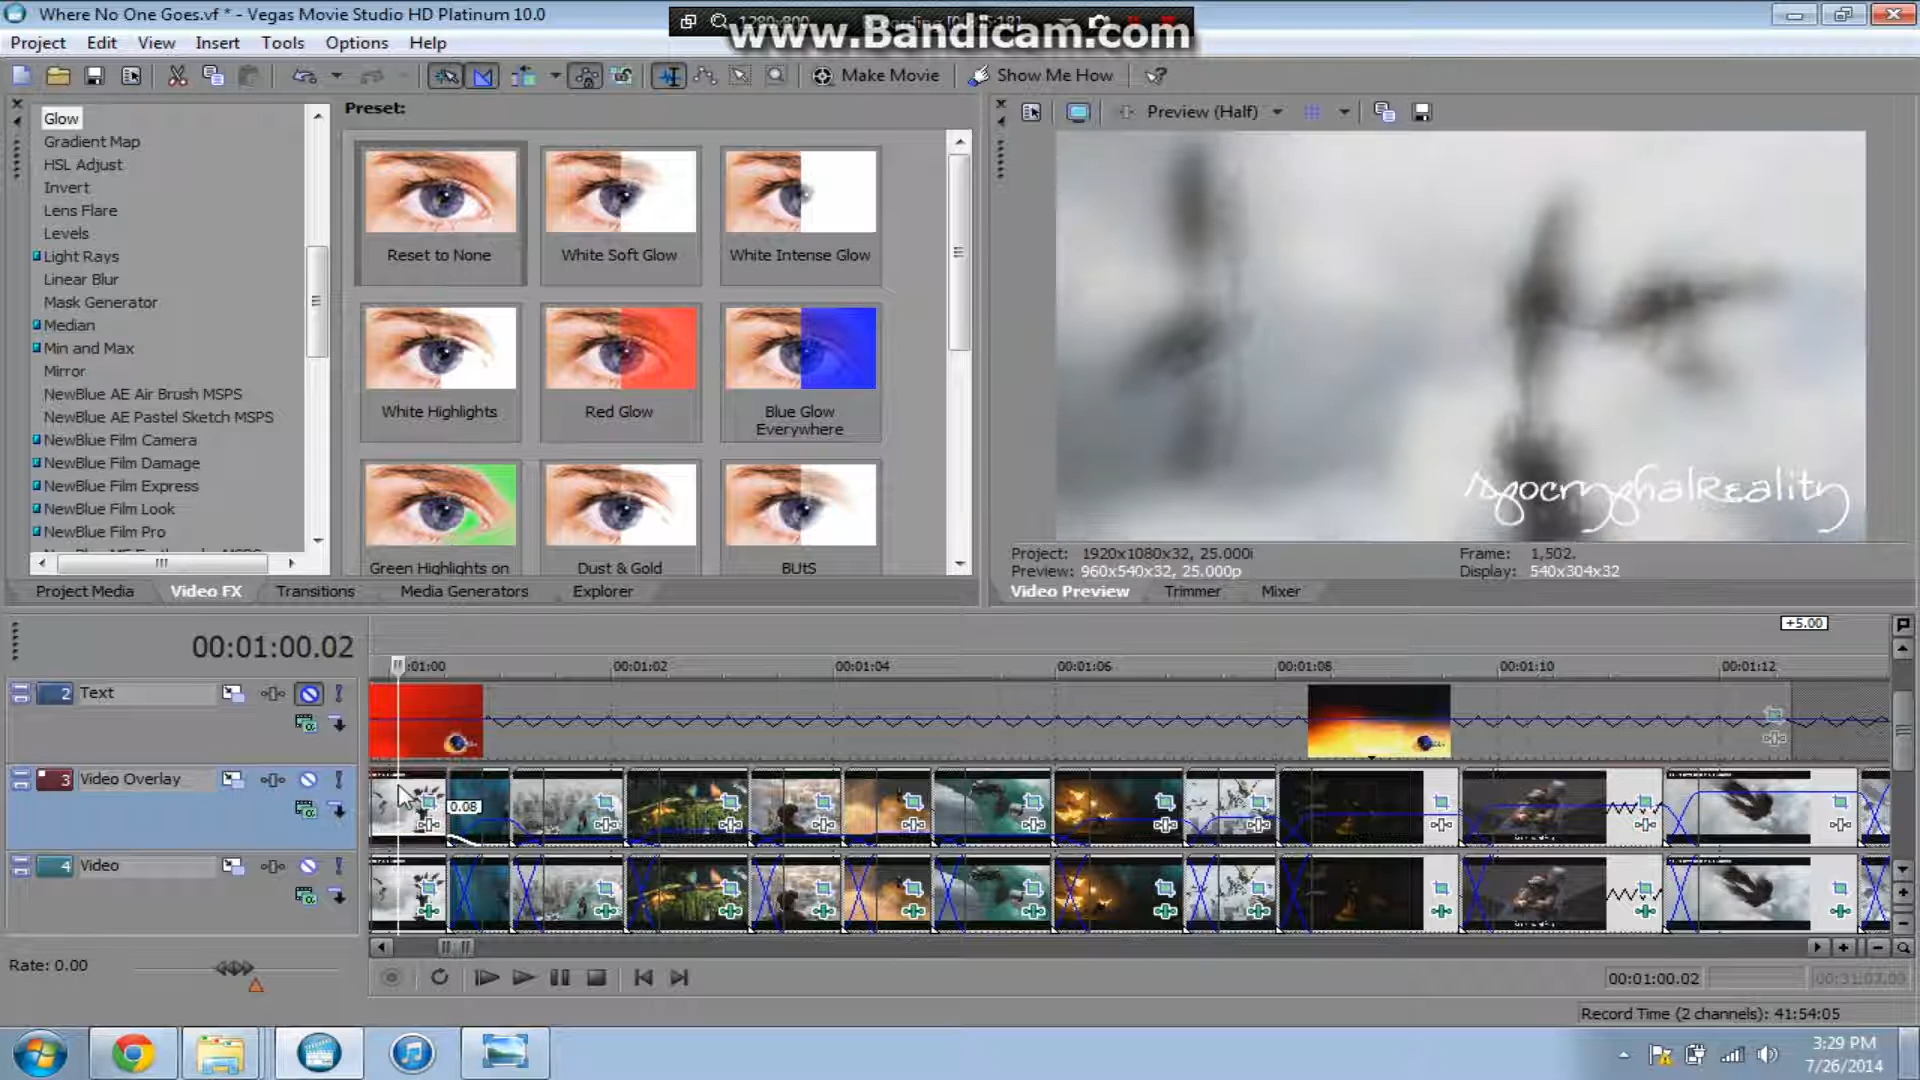 Where No One Goes.vf * - Vegas Movie Studio HD Platinum 10.0
www.Bandicam.com
Project Edit View Insert Tools Options Help
Make Movie Show Me How
Glow
Gradient Map
HSL Adjust
Invert
Lens Flare
Levels
Light Rays
Linear Blur
Mask Generator
Median
Min and Max
Mirror
NewBlue AE Air Brush MSPS
NewBlue AE Pastel Sketch MSPS
NewBlue Film Camera
NewBlue Film Damage
NewBlue Film Express
NewBlue Film Look
NewBlue Film Pro
Preset:
Reset to None White Soft Glow White Intense Glow
White Highlights Red Glow Blue Glow
Everywhere
Green Highlights on Dust & Gold BUtS
Preview (Half)
ApocryphalReality
Project: 1920x1080x32, 25.000i Frame: 1,502.
Preview: 960x540x32, 25.000p Display: 540x304x32
Project Media Video FX Transitions Media Generators Explorer
Video Preview Trimmer Mixer
+5.00
00:01:00.02
:01:00 00:01:02 00:01:04 00:01:06 00:01:08 00:01:10 00:01:12
2 Text
3 Video Overlay
0.08
4 Video
Rate: 0.00
00:01:00.02
Record Time (2 channels): 41:54:05
3:29 PM
7/26/2014